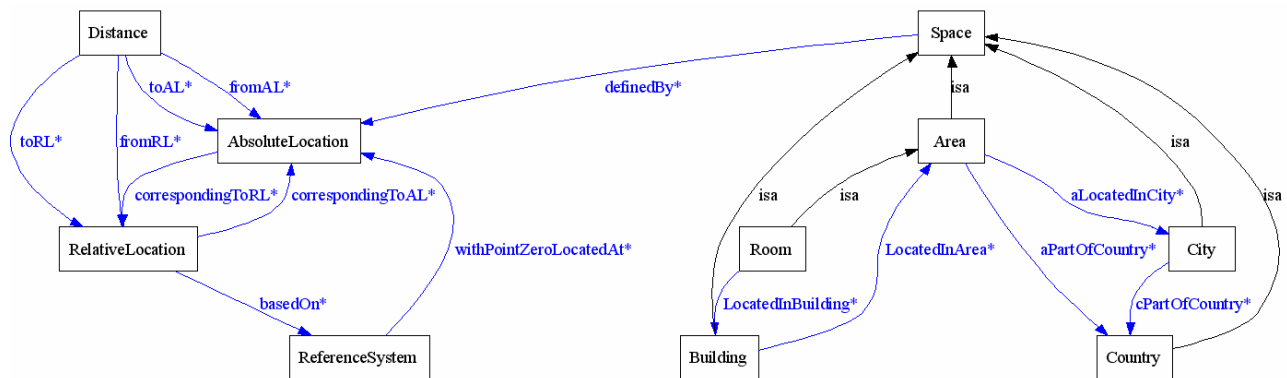 Distance
Space
toAL*
fromAL*
definedBy*
isa
toRL*
fromRL*
AbsoluteLocation
Area
isa
correspondingToRL*
correspondingToAL*
isa
isa
aLocatedInCity*
isa
RelativeLocation
withPointZeroLocatedAt*
Room
LocatedInArea*
aPartOfCountry*
City
basedOn*
LocatedInBuilding*
cPartOfCountry*
ReferenceSystem
Building
Country